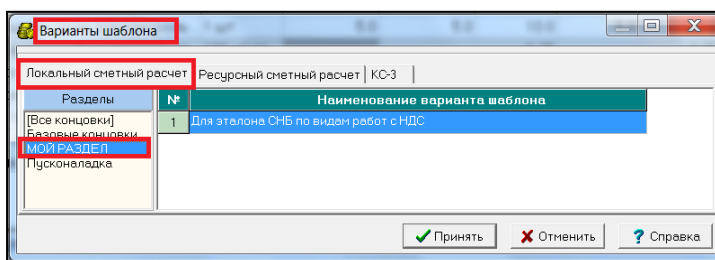 Варианты шаблона
Локальный сметный расчет Ресурсный сметный расчет КС-3
Разделы № Наименование варианта шаблона
[Все концовки] 1 Для эталона СНБ по видам работ с НДС
Базовые концовки
МОЙ РАЗДЕЛ
Пусконаладка
Принять Отменить ? Справка